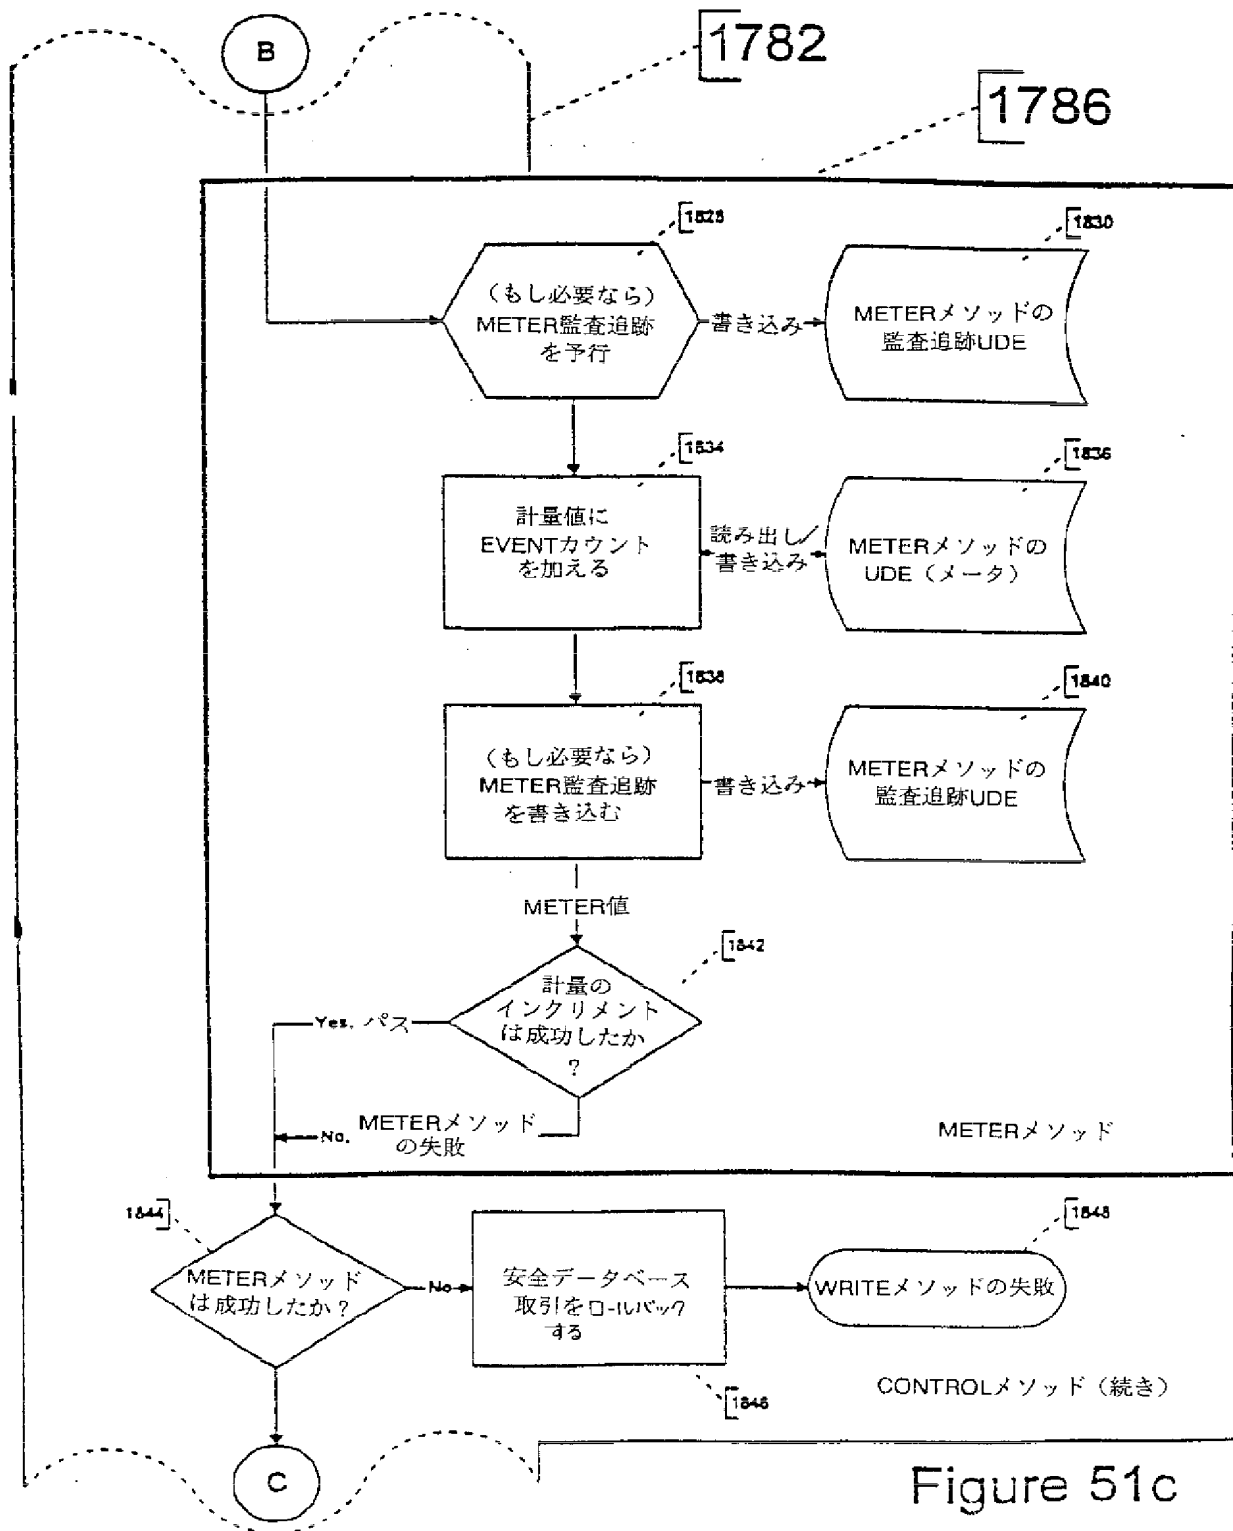 B
1782
1786
1828
1830
(もし必要なら)
METER監査追跡
を予行
書き込み
METERメソッドの
監査追跡UDE
1834
1836
計量値に
EVENTカウント
を加える
読み出し/
書き込み
METERメソッドの
UDE(メータ)
1838
1840
(もし必要なら)
METER監査追跡
を書き込む
書き込み
METERメソッドの
監査追跡UDE
METER値
1842
計量の
インクリメント
は成功したか
?
Yes. パス
No.
METERメソッド
の失敗
METERメソッド
1844
1848
METERメソッド
は成功したか?
No
安全データベース
取引をロールバック
する
WRITEメソッドの失敗
1846
CONTROLメソッド(続き)
C
Figure 51c